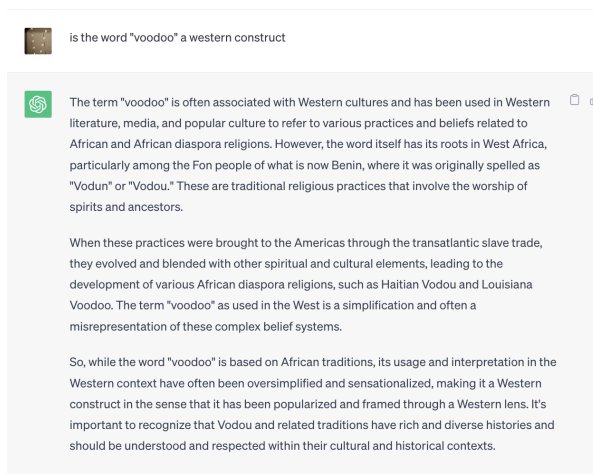 is the word "voodoo" a western construct
The term "voodoo" is often associated with Western cultures and has been used in Western
literature, media, and popular culture to refer to various practices and beliefs related to
African and African diaspora religions. However, the word itself has its roots in West Africa,
particularly among the Fon people of what is now Benin, where it was originally spelled as
"Vodun" or "Vodou." These are traditional religious practices that involve the worship of
spirits and ancestors.
When these practices were brought to the Americas through the transatlantic slave trade,
they evolved and blended with other spiritual and cultural elements, leading to the
development of various African diaspora religions, such as Haitian Vodou and Louisiana
Voodoo. The term "voodoo" as used in the West is a simplification and often a
misrepresentation of these complex belief systems.
So, while the word "voodoo" is based on African traditions, its usage and interpretation in the
Western context have often been oversimplified and sensationalized, making it a Western
construct in the sense that it has been popularized and framed through a Western lens. It's
important to recognize that Vodou and related traditions have rich and diverse histories and
should be understood and respected within their cultural and historical contexts.